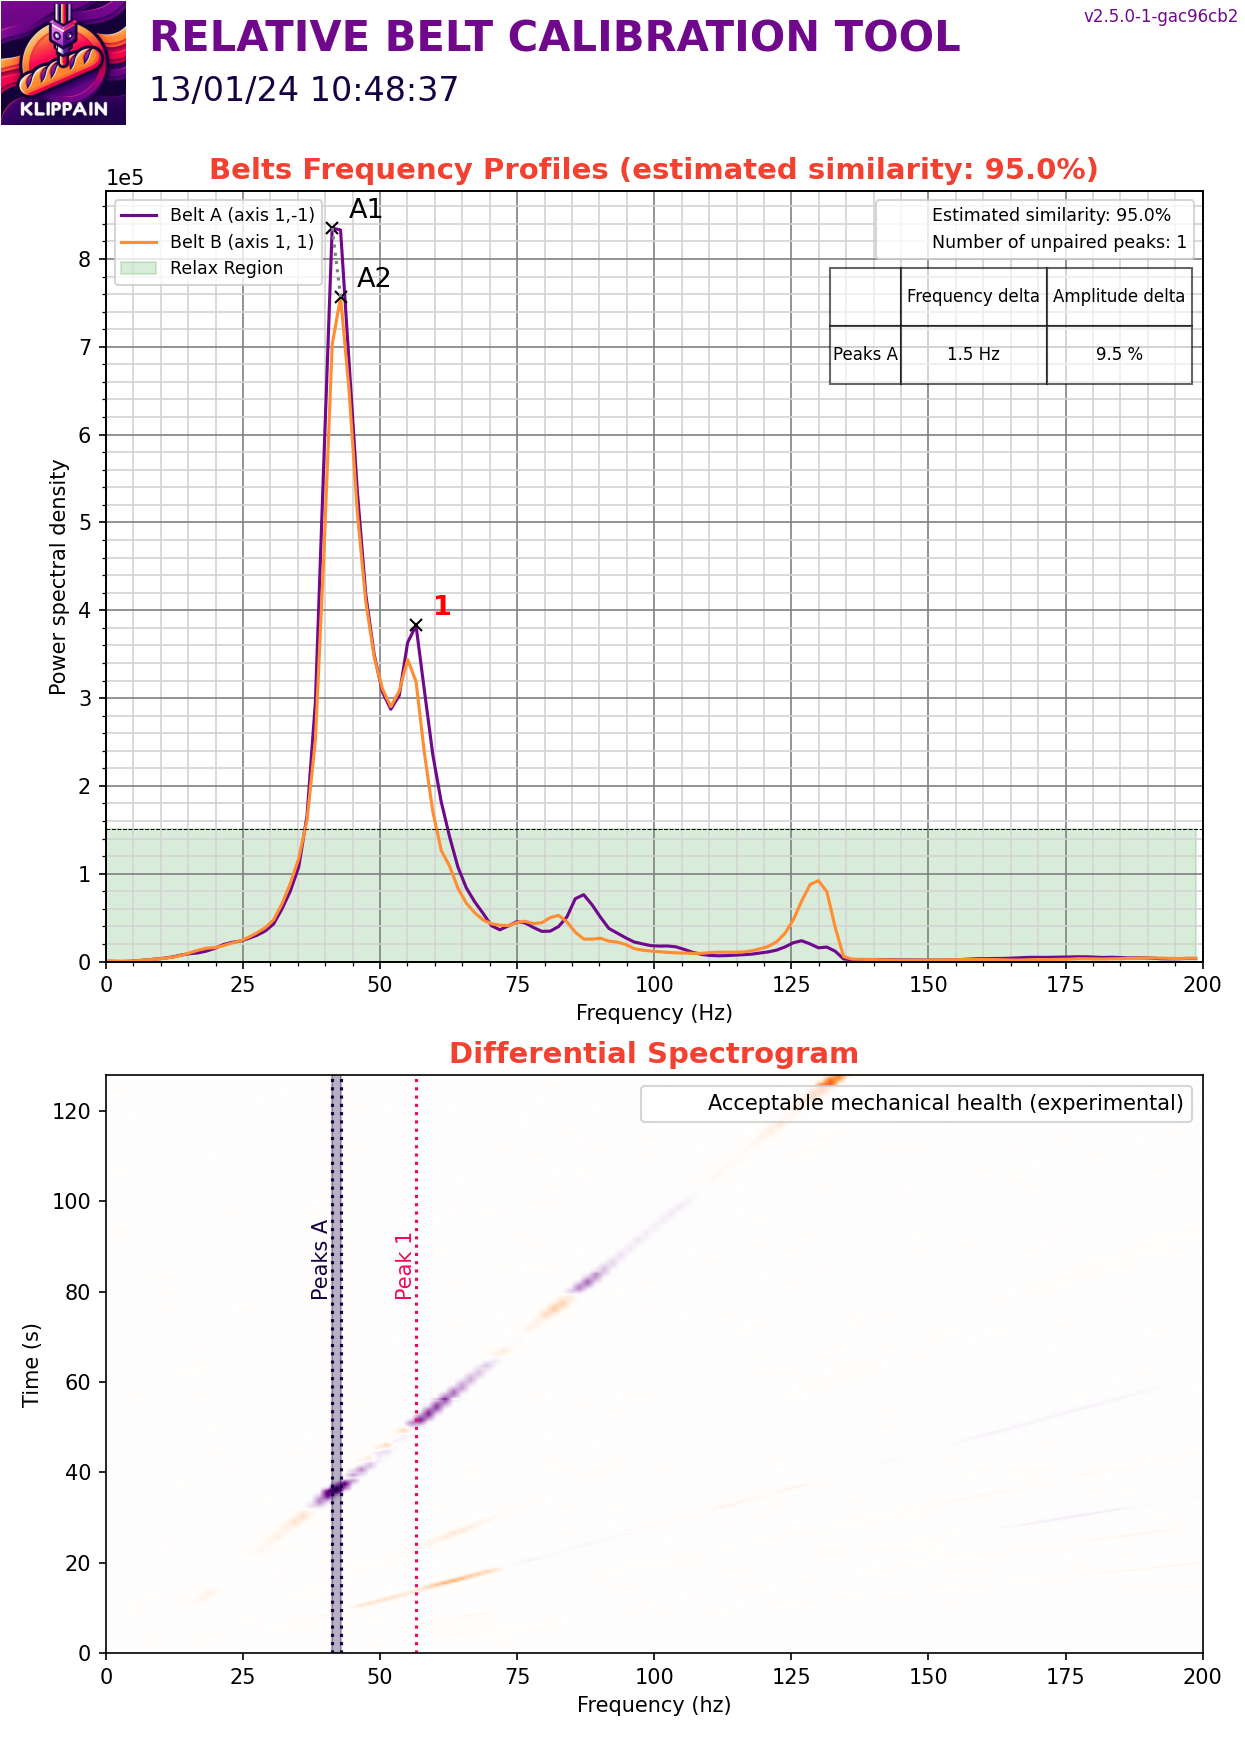 KLIPPAIN
RELATIVE BELT CALIBRATION TOOL
13/01/24 10:48:37
v2.5.0-1-gac96cb2
Belts Frequency Profiles (estimated similarity: 95.0%)
1e5
Belt A (axis 1,-1)
Belt B (axis 1, 1)
Relax Region
A1
A2
1
Estimated similarity: 95.0%
Number of unpaired peaks: 1
Frequency delta Amplitude delta
Peaks A 1.5 Hz 9.5 %
Power spectral density
8
7
6
5
4
3
2
1
0
0 25 50 75 100 125 150 175 200
Frequency (Hz)
Differential Spectrogram
Acceptable mechanical health (experimental)
Peaks A
Peak 1
Time (s)
120
100
80
60
40
20
0
0 25 50 75 100 125 150 175 200
Frequency (hz)